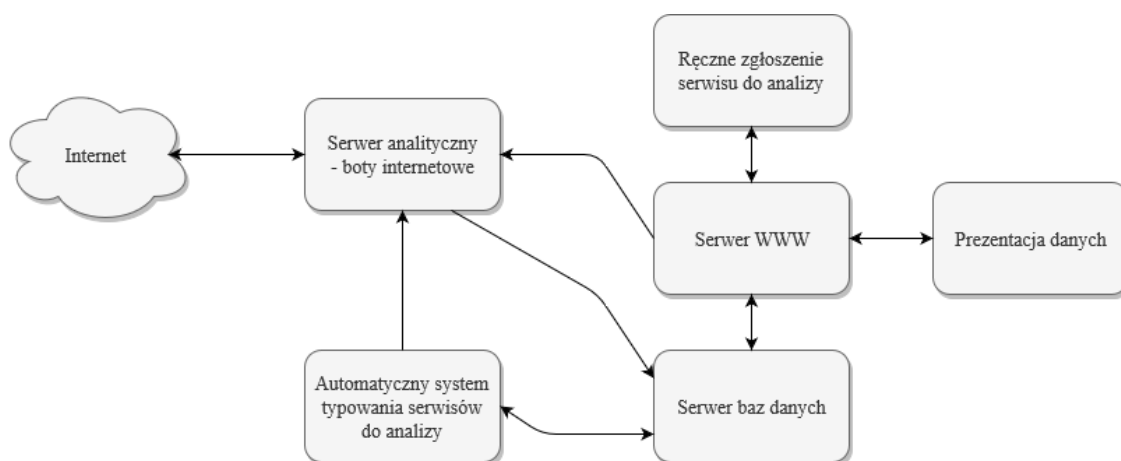 Ręczne zgłoszenie
serwisu do analizy
Internet
Serwer analityczny
- boty internetowe
Serwer WWW
Prezentacja danych
Automatyczny system
typowania serwisów
do analizy
Serwer baz danych